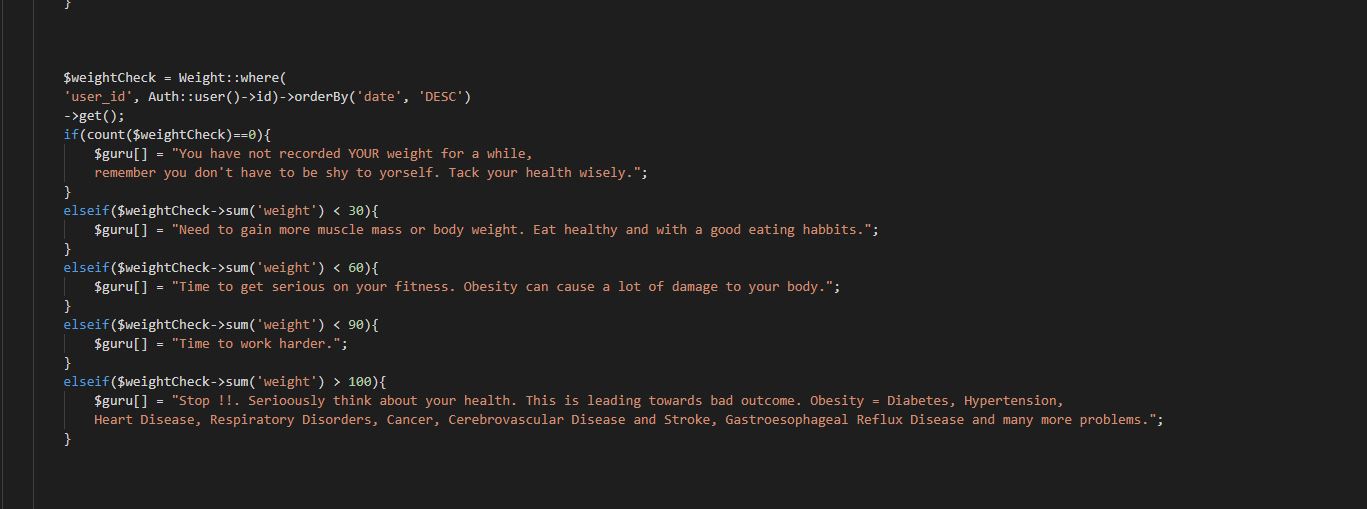 }
$weightCheck = Weight::where(
'user_id', Auth::user()->id)->orderBy('date', 'DESC')
->get();
if(count($weightCheck)==0){
$guru[] = "You have not recorded YOUR weight for a while,
remember you don't have to be shy to yorself. Tack your health wisely.";
}
elseif($weightCheck->sum('weight') < 30){
$guru[] = "Need to gain more muscle mass or body weight. Eat healthy and with a good eating habbits.";
}
elseif($weightCheck->sum('weight') < 60){
$guru[] = "Time to get serious on your fitness. Obesity can cause a lot of damage to your body.";
}
elseif($weightCheck->sum('weight') < 90){
$guru[] = "Time to work harder.";
}
elseif($weightCheck->sum('weight') > 100){
$guru[] = "Stop !!. Serioously think about your health. This is leading towards bad outcome. Obesity = Diabetes, Hypertension,
Heart Disease, Respiratory Disorders, Cancer, Cerebrovascular Disease and Stroke, Gastroesophageal Reflux Disease and many more problems.";
}